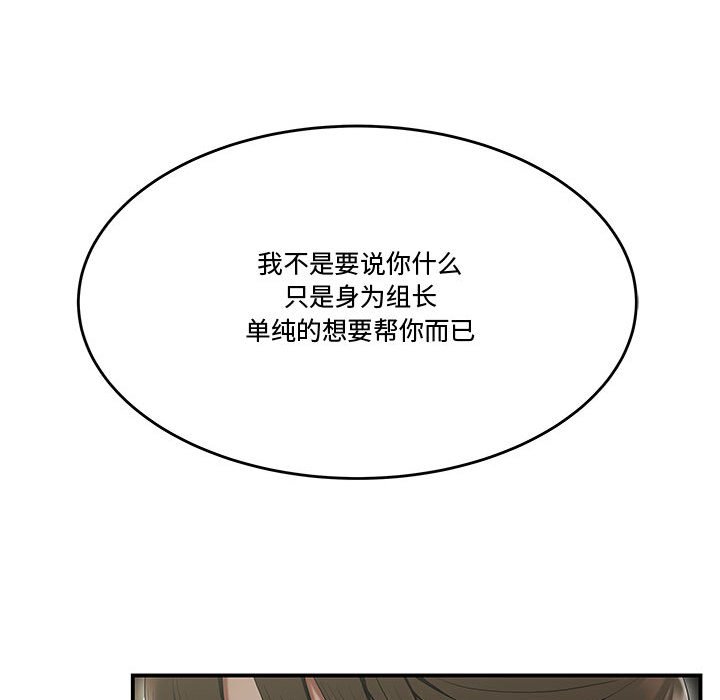 我不是要说你什么
只是身为组长
单纯的想要帮你而已